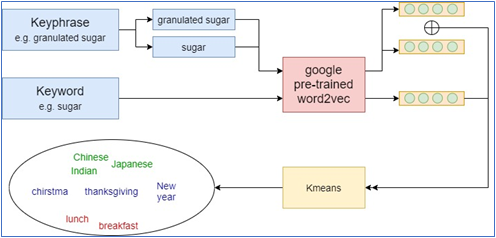 Keyphrase
e.g. granulated sugar
granulated sugar
sugar
Keyword
e.g. sugar
google
pre-trained
word2vec
Kmeans
Chinese
Japanese
Indian
chirstma
thanksgiving
New
year
lunch
breakfast